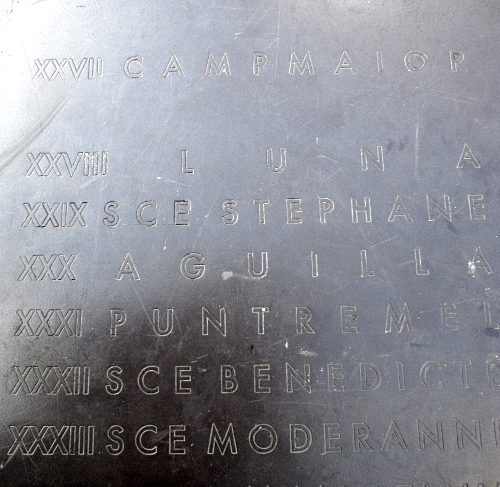 XXVII CAMPMAIOR
XXVIII LUNA
XXIX SCE STEPHANE
XXX AGUILLA
XXXI PUNTREMEL
XXXII SCE BENEDICTE
XXXIII SCE MODERANNI